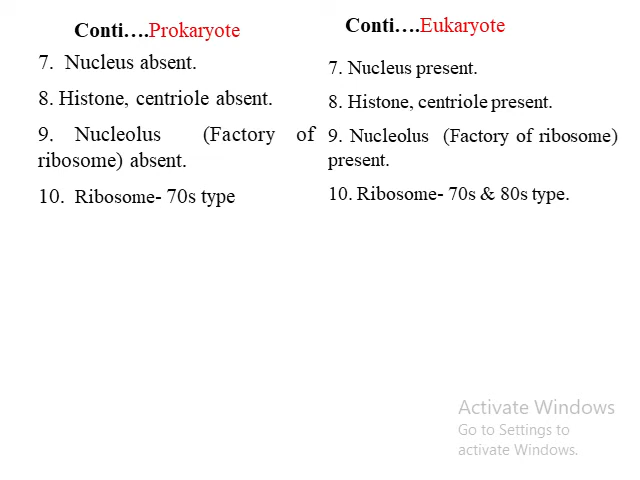 Conti….Prokaryote
7. Nucleus absent.
8. Histone, centriole absent.
9. Nucleolus (Factory of
ribosome) absent.
10. Ribosome- 70s type
Conti….Eukaryote
7. Nucleus present.
8. Histone, centriole present.
9. Nucleolus (Factory of ribosome)
present.
10. Ribosome- 70s & 80s type.
Activate Windows
Go to Settings to
activate Windows.